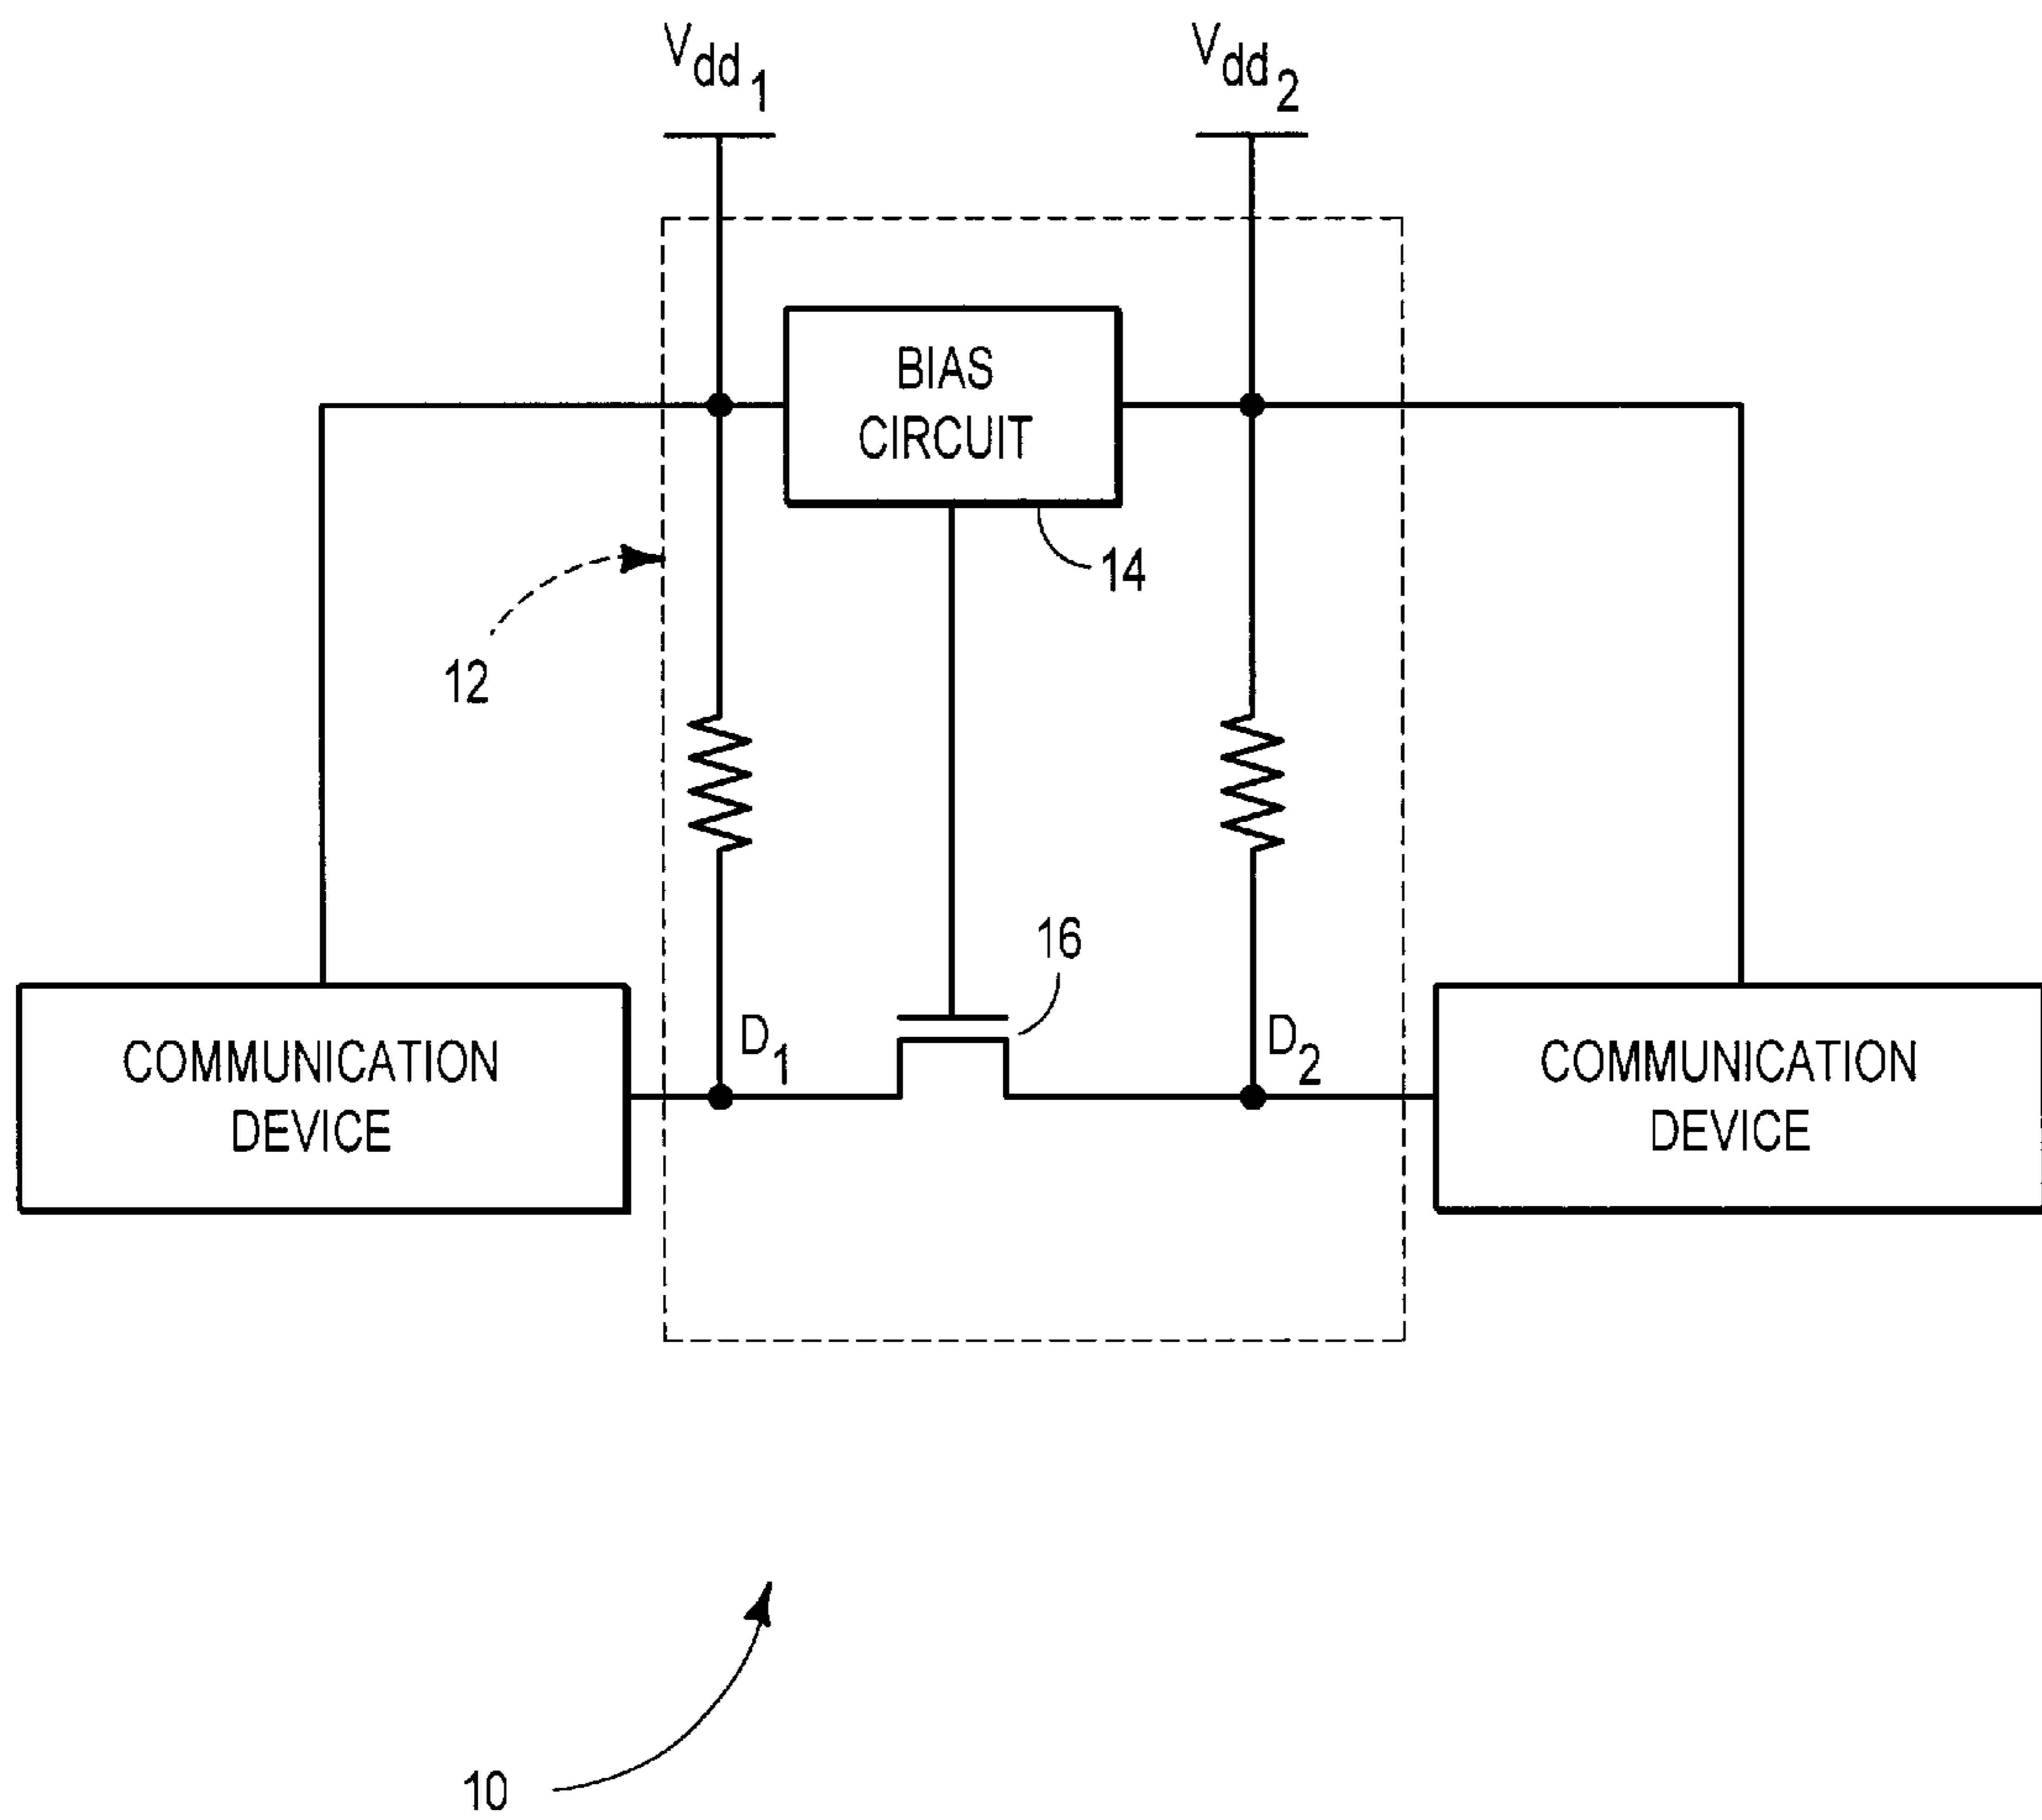 Vdd1
Vdd2
BIAS
CIRCUIT
14
12
16
D1
D2
COMMUNICATION
DEVICE
COMMUNICATION
DEVICE
10